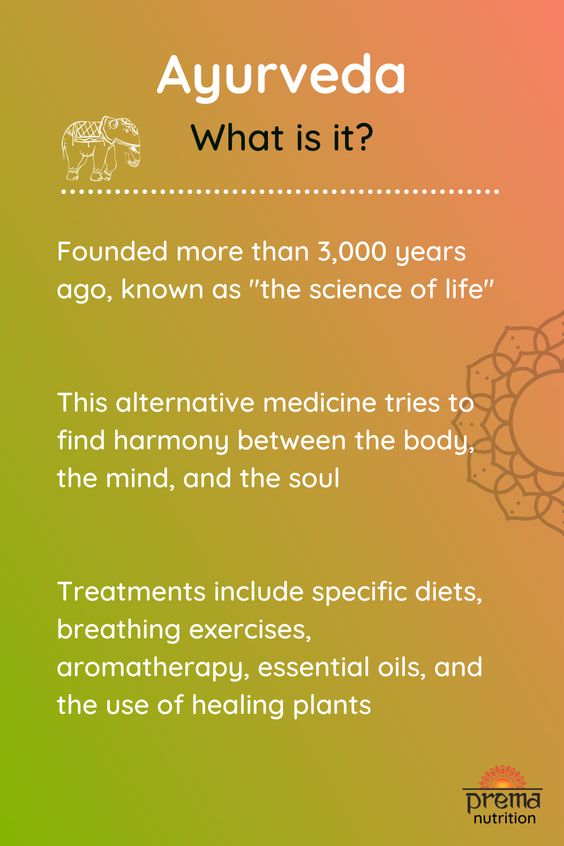 Ayurveda
What is it?
Founded more than 3,000 years
ago, known as "the science of life"
This alternative medicine tries to
find harmony between the body,
the mind, and the soul
Treatments include specific diets,
breathing exercises,
aromatherapy, essential oils, and
the use of healing plants
prema
nutrition